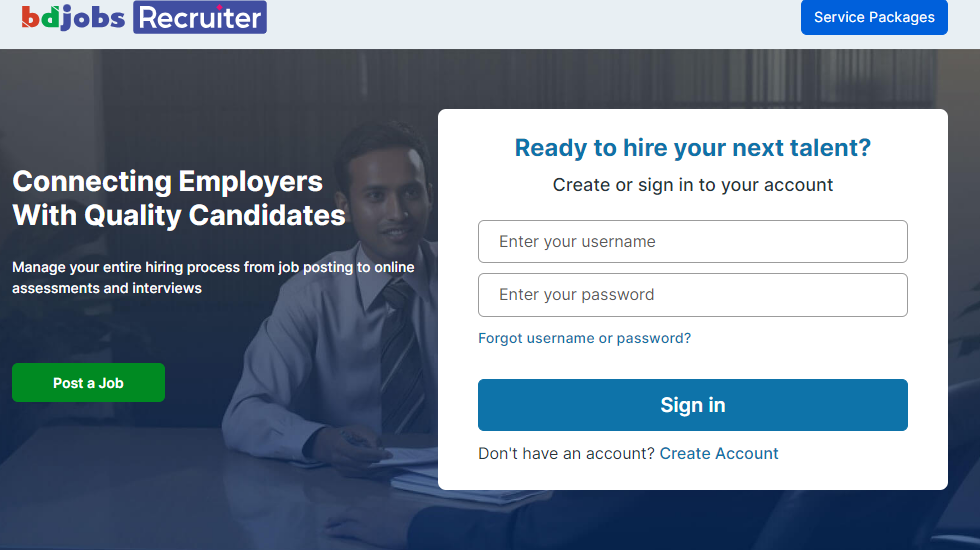 bdjobs Recruiter
Service Packages
Connecting Employers
With Quality Candidates
Manage your entire hiring process from job posting to online
assessments and interviews
Post a Job
Ready to hire your next talent?
Create or sign in to your account
Enter your username
Enter your password
Forgot username or password?
Sign in
Don't have an account? Create Account